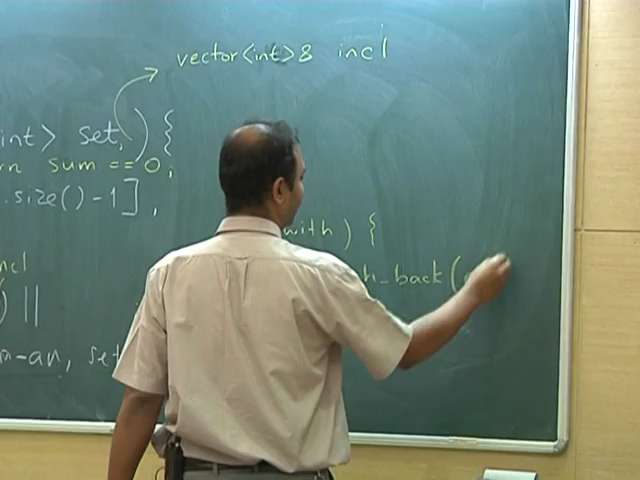 vector<int>& incl
int> set, ) {
rn sum == 0;
.size()-1],
with) {
h_back(
ncl
) ||
n-an, set